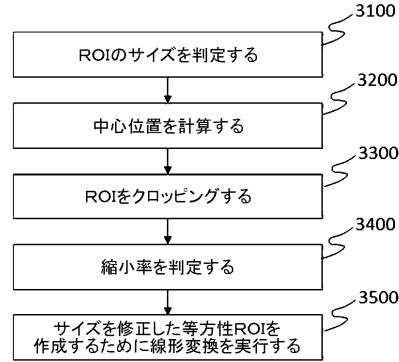 3100
ROIのサイズを判定する
3200
中心位置を計算する
3300
ROIをクロッピングする
3400
縮小率を判定する
3500
サイズを修正した等方性ROIを
作成するために線形変換を実行する